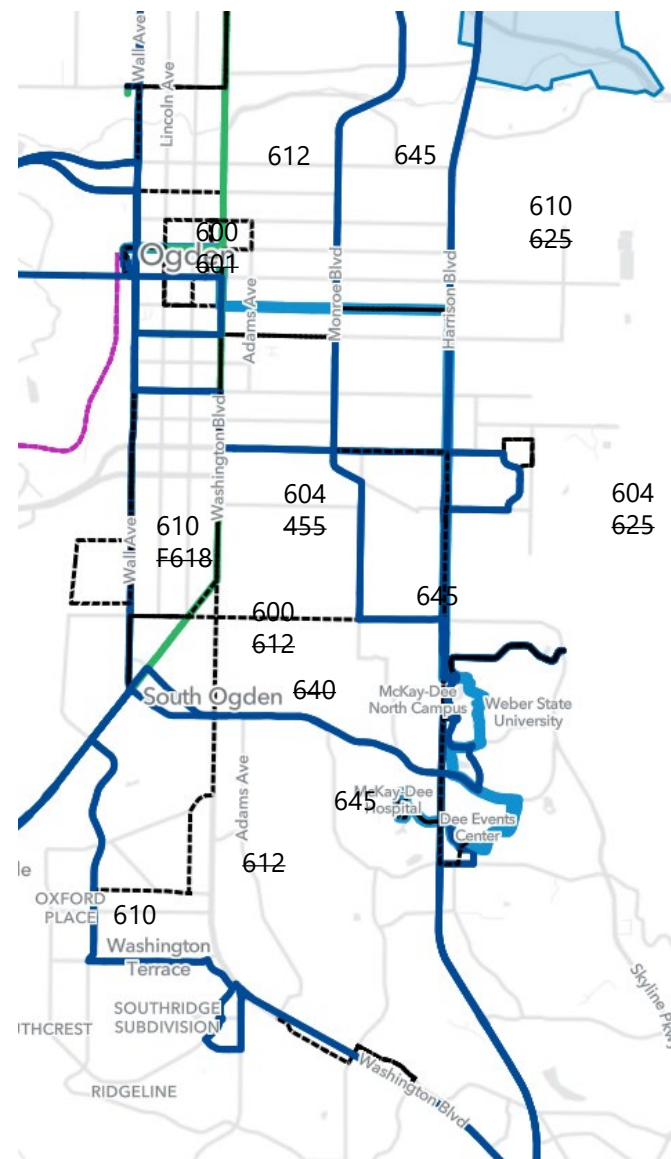 Wall Ave
Lincoln Ave
612
645
610
625
600
Ogden
601
Adams Ave
Monroe Blvd
Harrison Blvd
Washington Blvd
604
455
604
625
610
F618
Wall Ave
645
600
612
640
South Ogden
McKay-Dee
North Campus
Weber State
University
Adams Ave
645
McKay-Dee
Hospital
Dee Events
Center
612
le
OXFORD
PLACE
610
Washington
Terrace
Skyline Pkwy
SOUTHRIDGE
SUBDIVISION
UTHCREST
Washington Blvd
RIDGELINE